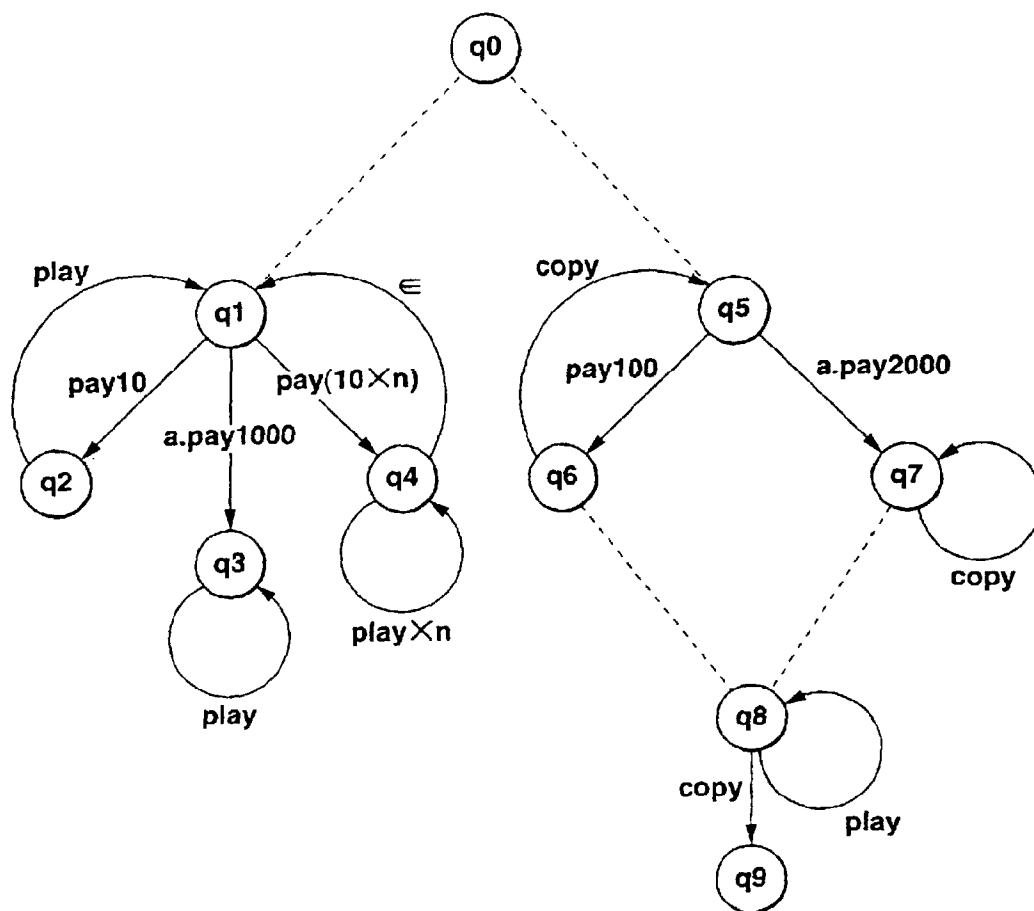 q0
play
∈
copy
q1
q5
pay10
pay(10×n)
pay100
a.pay2000
a.pay1000
q2
q4
q6
q7
q3
copy
play×n
play
q8
copy
play
q9